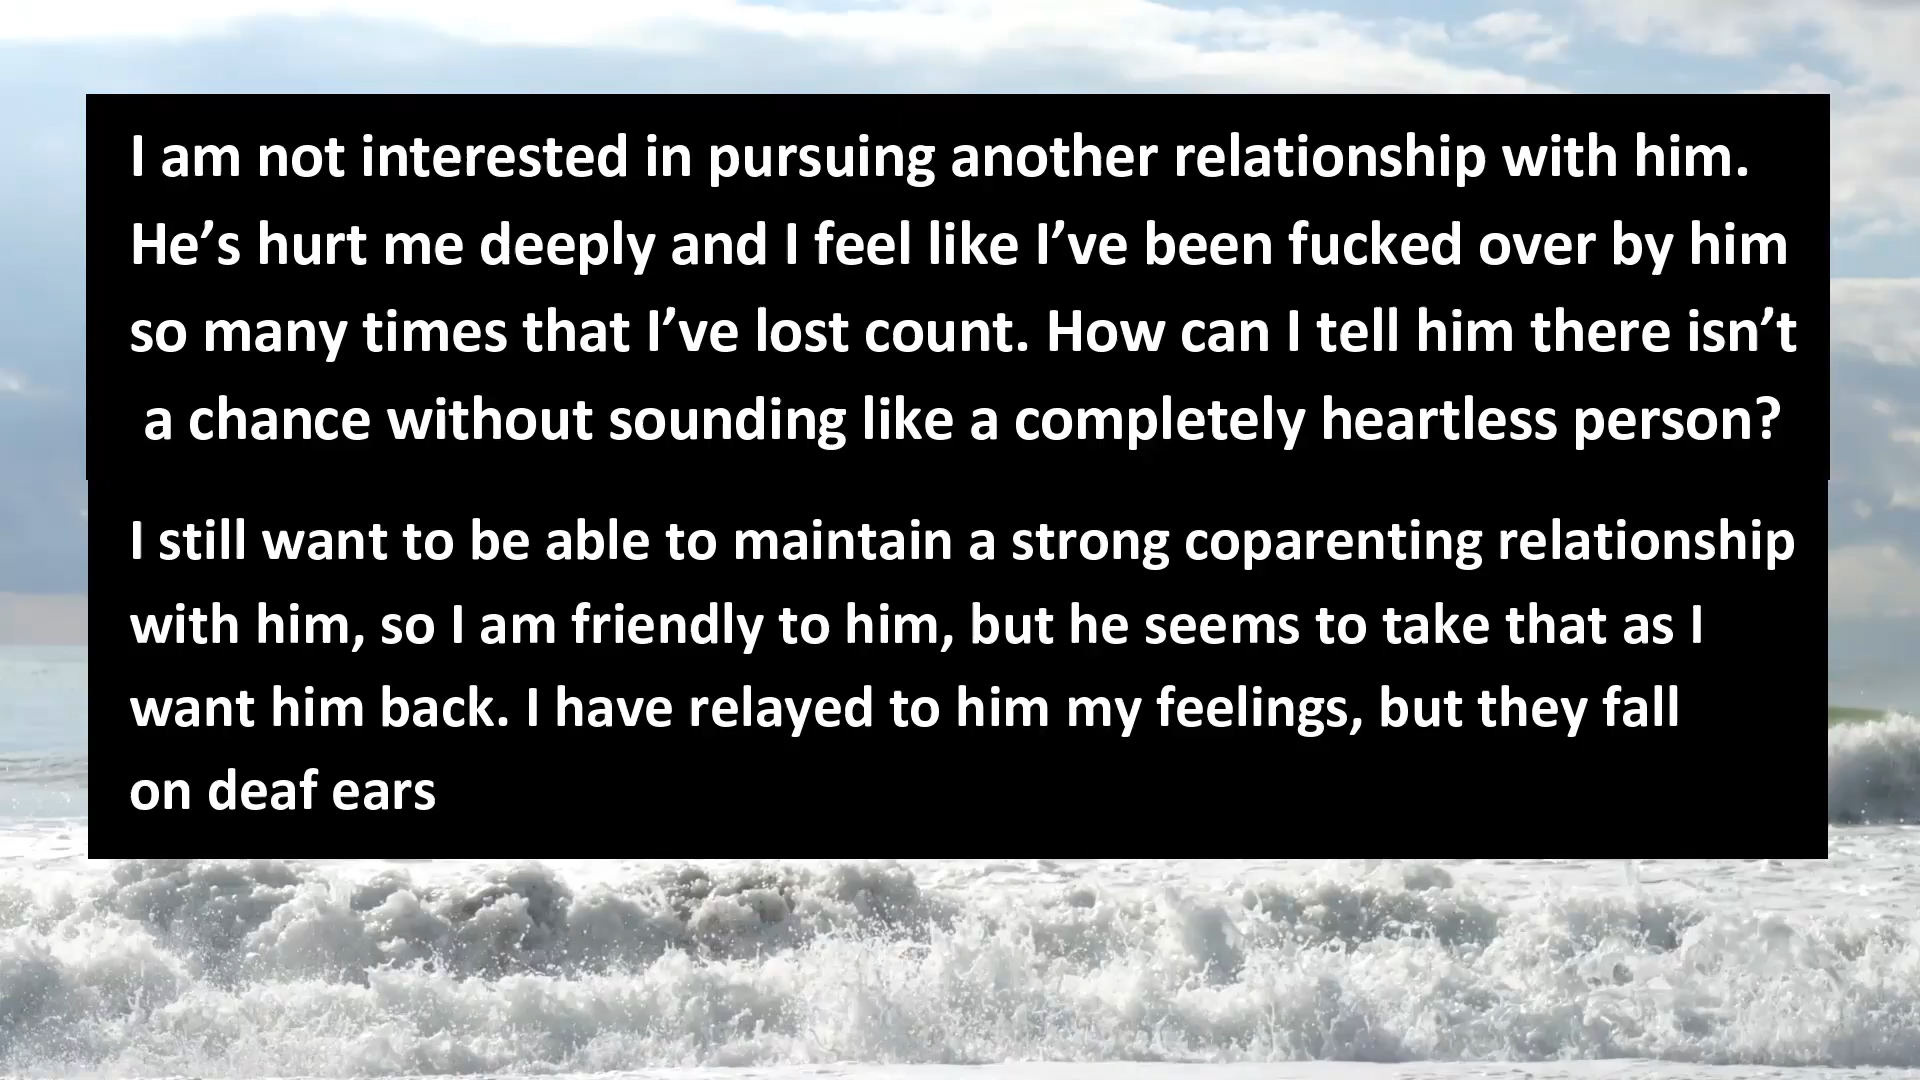 I am not interested in pursuing another relationship with him.
He’s hurt me deeply and I feel like I’ve been fucked over by him
so many times that I’ve lost count. How can I tell him there isn’t
a chance without sounding like a completely heartless person?
I still want to be able to maintain a strong coparenting relationship
with him, so I am friendly to him, but he seems to take that as I
want him back. I have relayed to him my feelings, but they fall
on deaf ears